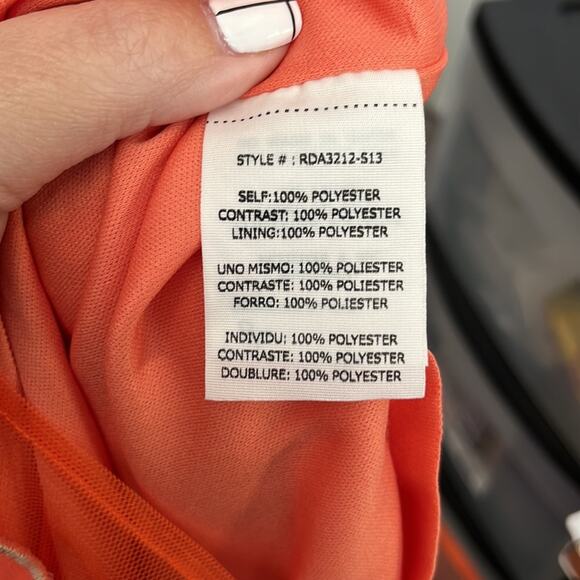 STYLE # : RDA3212-S13
SELF:100% POLYESTER
CONTRAST: 100% POLYESTER
LINING:100% POLYESTER
UNO MISMO: 100% POLIESTER
CONTRASTE: 100% POLIESTER
FORRO: 100% POLIESTER
INDIVIDU: 100% POLYESTER
CONTRASTE: 100% POLYESTER
DOUBLURE: 100% POLYESTER